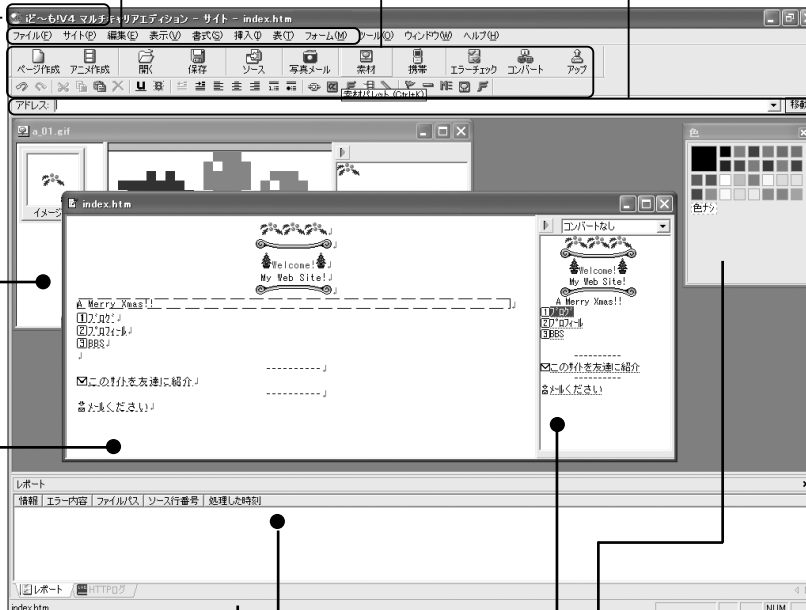 iど～も!V4 マルチキャリアエディション - サイト - index.htm
ファイル(F) サイト(P) 編集(E) 表示(V) 書式(S) 挿入(I) 表(T) フォーム(M) ツール(O) ウィンドウ(W) ヘルプ(H)
ページ作成 アニメ作成 開く 保存 ソース 写真メール 素材 携帯 エラーチェック コンバート アップ
素材パレット (Ctrl+K)
アドレス: 移動
a_01.gif
色
イメージ
色ナシ
index.htm
コンバートなし
Welcome!
My Web Site!
A Merry Xmas!!
1ブログ
2プロフィール
3BBS
----------
このサイトを友達に紹介
----------
メールください
Welcome!
My Web Site!
A Merry Xmas!!
1ブログ
2プロフィール
3BBS
----------
このサイトを友達に紹介
----------
メールください
レポート
情報 エラー内容 ファイルパス ソース行番号 処理した時刻
レポート HTTPログ
index.htm NUM